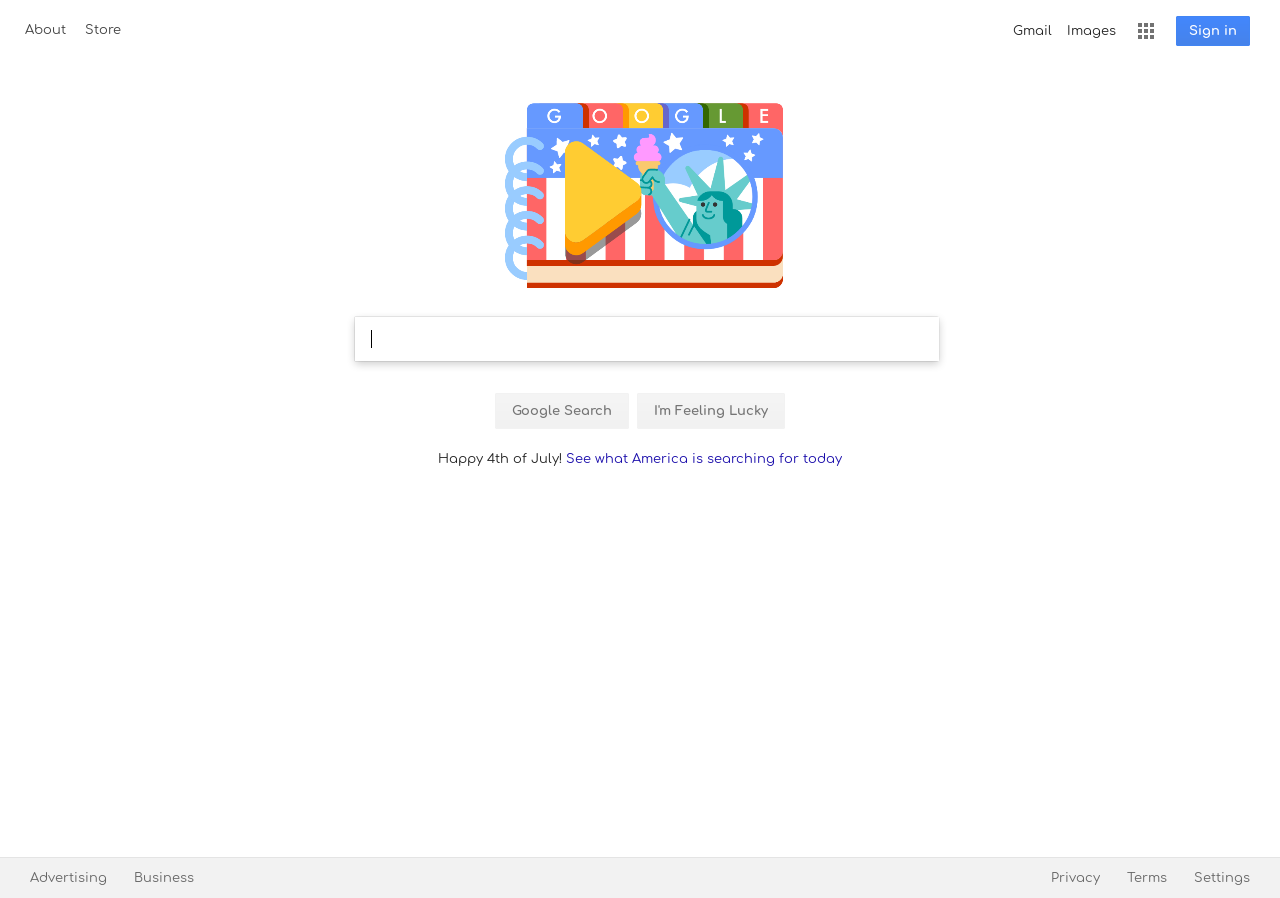 About Store
Gmail Images Sign in
GOOGLE
Google Search I'm Feeling Lucky
Happy 4th of July! See what America is searching for today
Advertising Business
Privacy Terms Settings